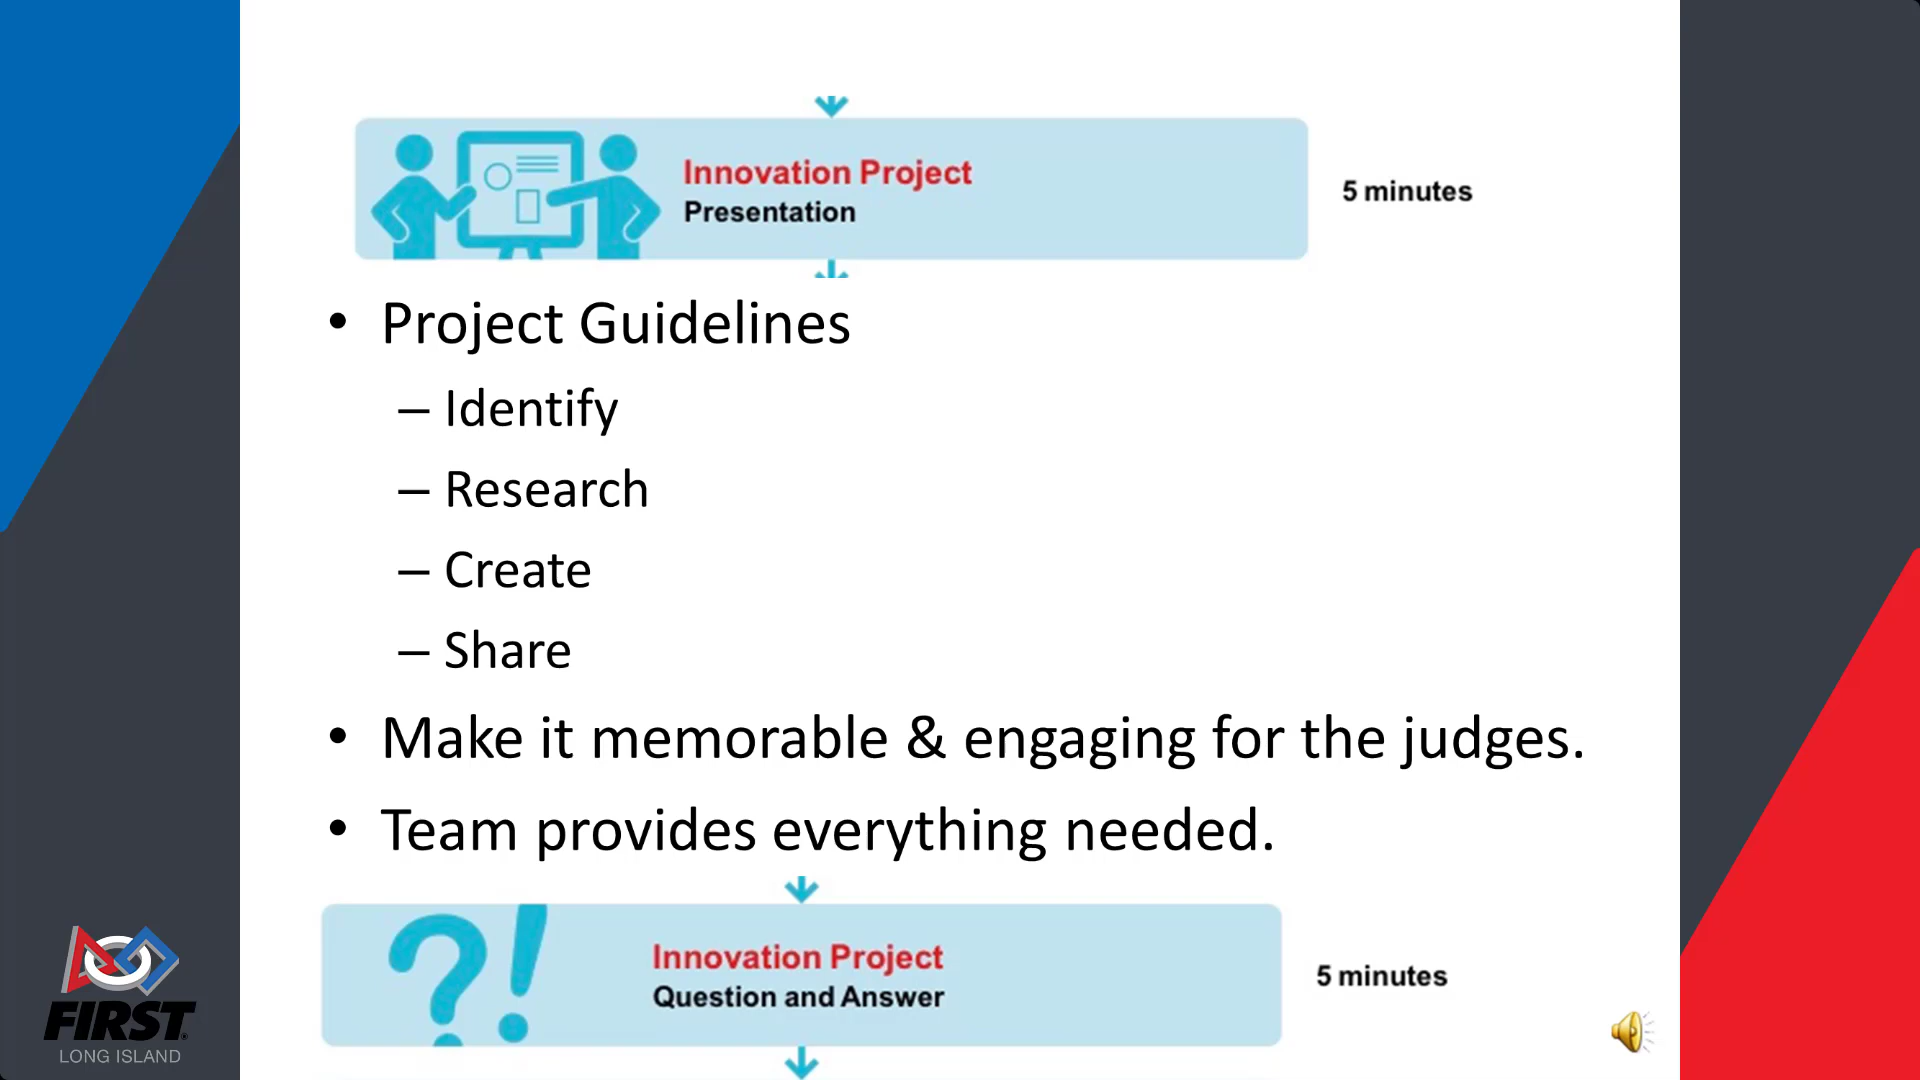 Innovation Project
Presentation
5 minutes
• Project Guidelines
– Identify
– Research
– Create
– Share
• Make it memorable & engaging for the judges.
• Team provides everything needed.
?!
Innovation Project
Question and Answer
5 minutes
FIRST®
LONG ISLAND